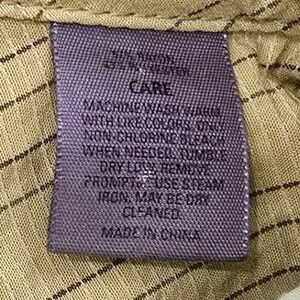 CARE
MACHINE WASH WARM
WITH LIKE COLORS. ONLY
NON-CHLORINE BLEACH
WHEN NEEDED. TUMBLE
DRY LOW. REMOVE
PROMPTLY. USE STEAM
IRON. MAY BE DRY
CLEANED.
MADE IN CHINA